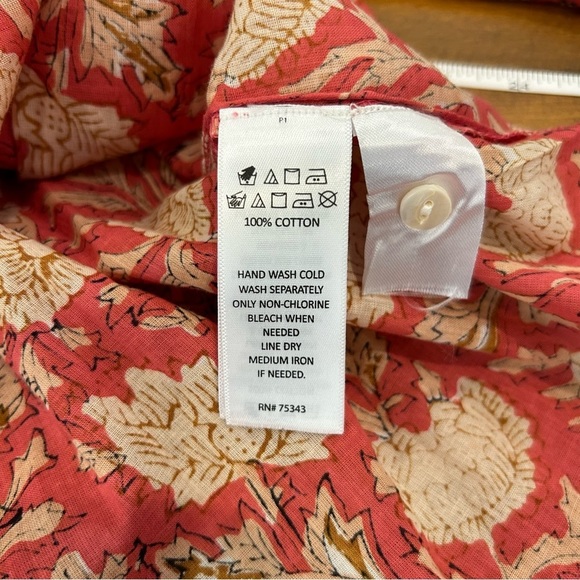 P1
100% COTTON
HAND WASH COLD
WASH SEPARATELY
ONLY NON-CHLORINE
BLEACH WHEN
NEEDED
LINE DRY
MEDIUM IRON
IF NEEDED.
RN# 75343
24